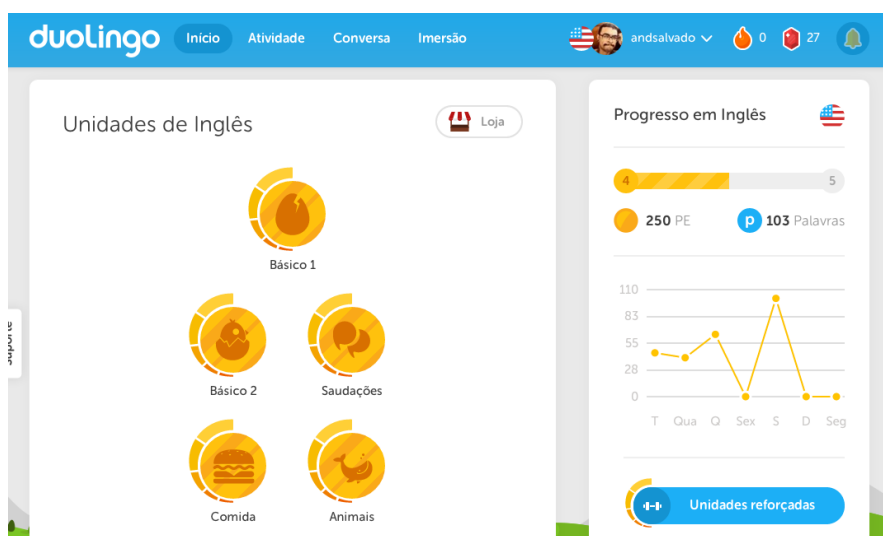 duolingo Início Atividade Conversa Imersão andsalvado 0 27
Unidades de Inglês
Loja
Básico 1
Básico 2 Saudações
Comida Animais
Progresso em Inglês
4 5
250 PE p 103 Palavras
110
83
55
28
0
T Qua Q Sex S D Seg
Unidades reforçadas